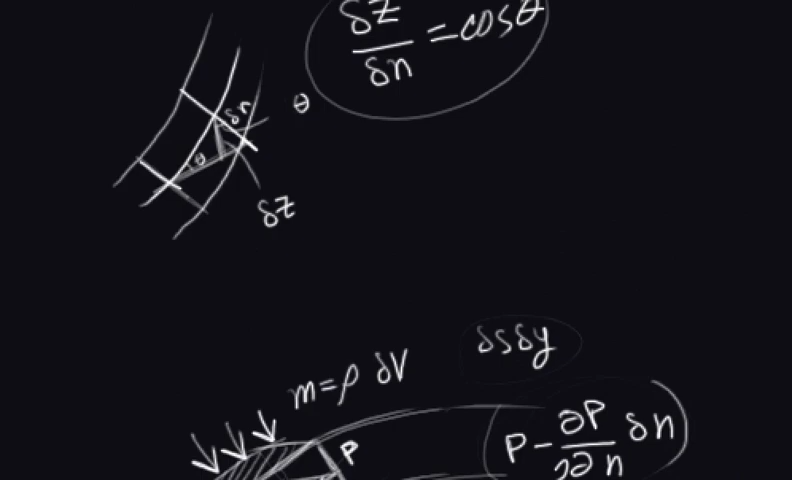 δz/δn = cosθ
δn
θ
θ
δz
m=ρ δV
δsδy
P
P - ∂P/∂n δn